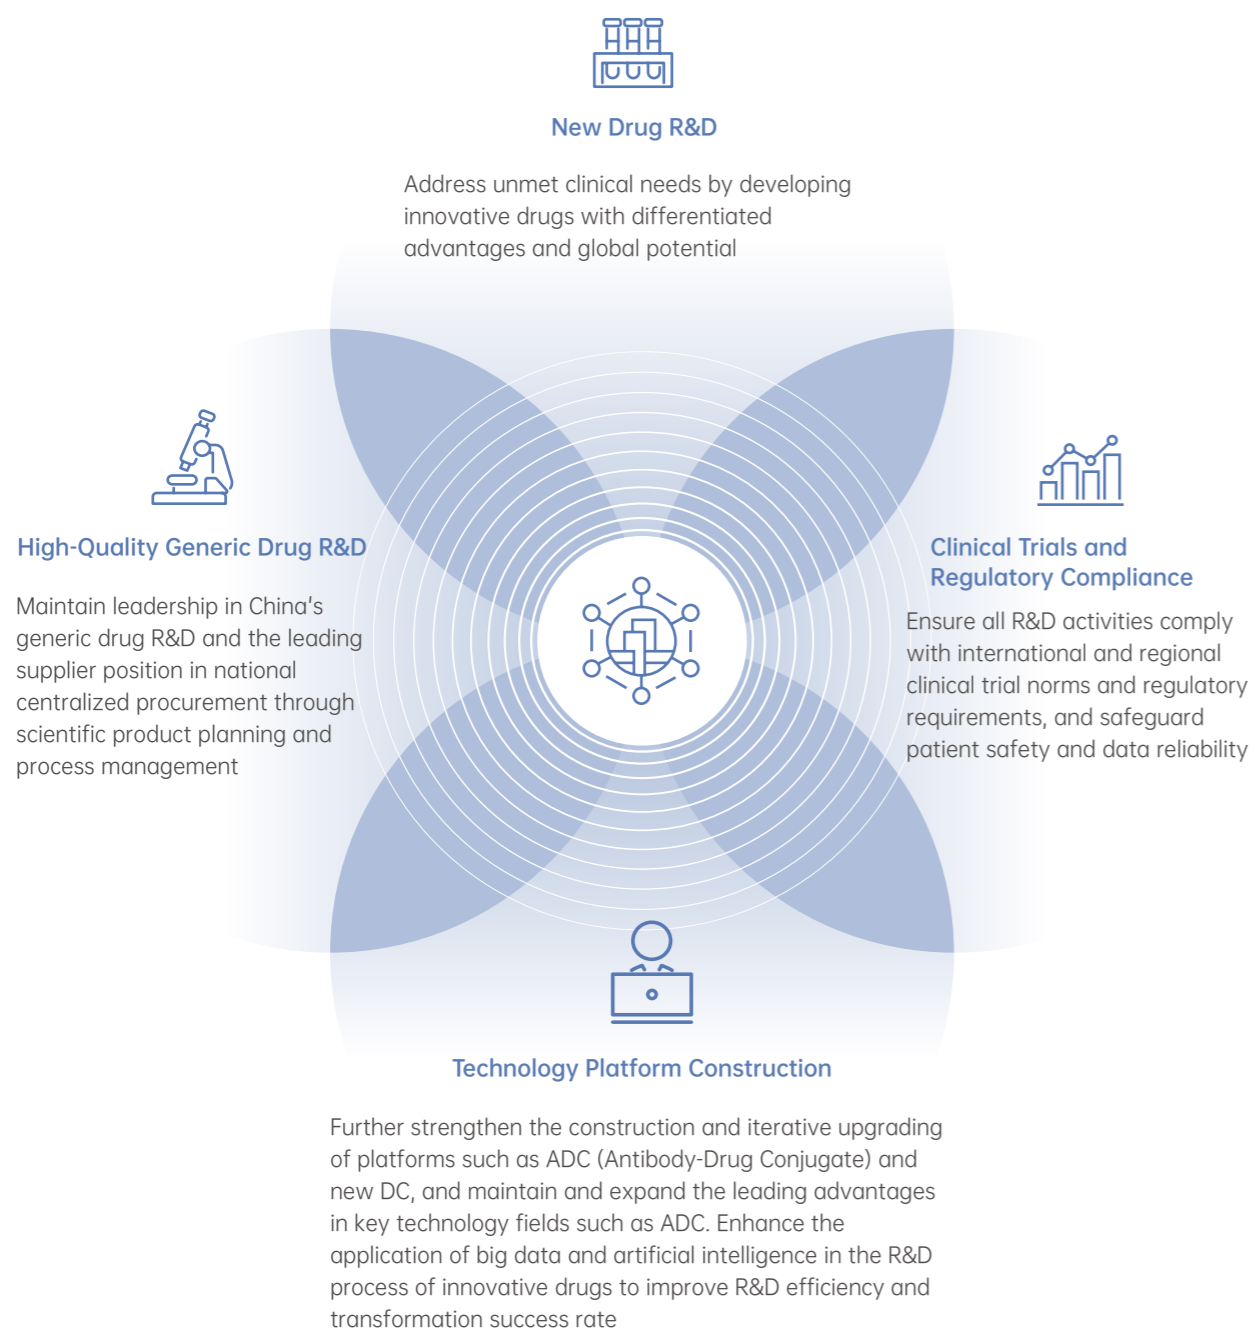 New Drug R&D
Address unmet clinical needs by developing
innovative drugs with differentiated
advantages and global potential
High-Quality Generic Drug R&D
Maintain leadership in China's
generic drug R&D and the leading
supplier position in national
centralized procurement through
scientific product planning and
process management
Clinical Trials and
Regulatory Compliance
Ensure all R&D activities comply
with international and regional
clinical trial norms and regulatory
requirements, and safeguard
patient safety and data reliability
Technology Platform Construction
Further strengthen the construction and iterative upgrading
of platforms such as ADC (Antibody-Drug Conjugate) and
new DC, and maintain and expand the leading advantages
in key technology fields such as ADC. Enhance the
application of big data and artificial intelligence in the R&D
process of innovative drugs to improve R&D efficiency and
transformation success rate